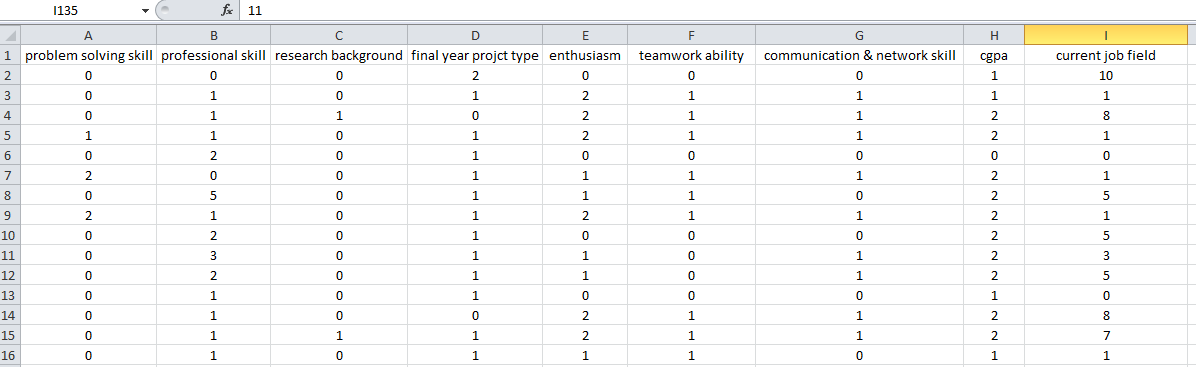 I135 fx 11
A B C D E F G H I
1 problem solving skill professional skill research background final year projct type enthusiasm teamwork ability communication & network skill cgpa current job field
2 0 0 0 2 0 0 0 1 10
3 0 1 0 1 2 1 1 1 1
4 0 1 1 0 2 1 1 2 8
5 1 1 0 1 2 1 1 2 1
6 0 2 0 1 0 0 0 0 0
7 2 0 0 1 1 1 1 2 1
8 0 5 0 1 1 1 0 2 5
9 2 1 0 1 2 1 1 2 1
10 0 2 0 1 0 0 0 2 5
11 0 3 0 1 1 0 1 2 3
12 0 2 0 1 1 0 1 2 5
13 0 1 0 1 0 0 0 1 0
14 0 1 0 0 2 1 1 2 8
15 0 1 1 1 2 1 1 2 7
16 0 1 0 1 1 1 0 1 1